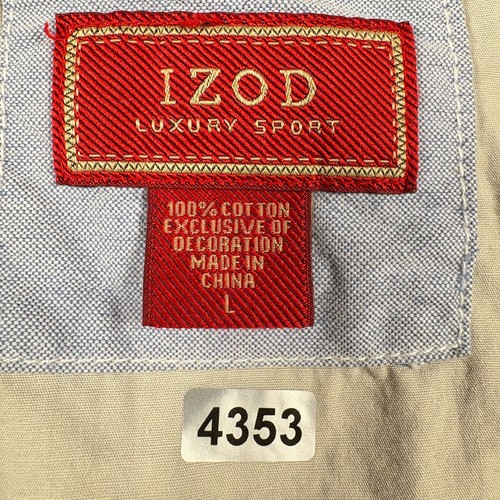 IZOD
LUXURY SPORT
100% COTTON
EXCLUSIVE OF
DECORATION
MADE IN
CHINA
L
4353